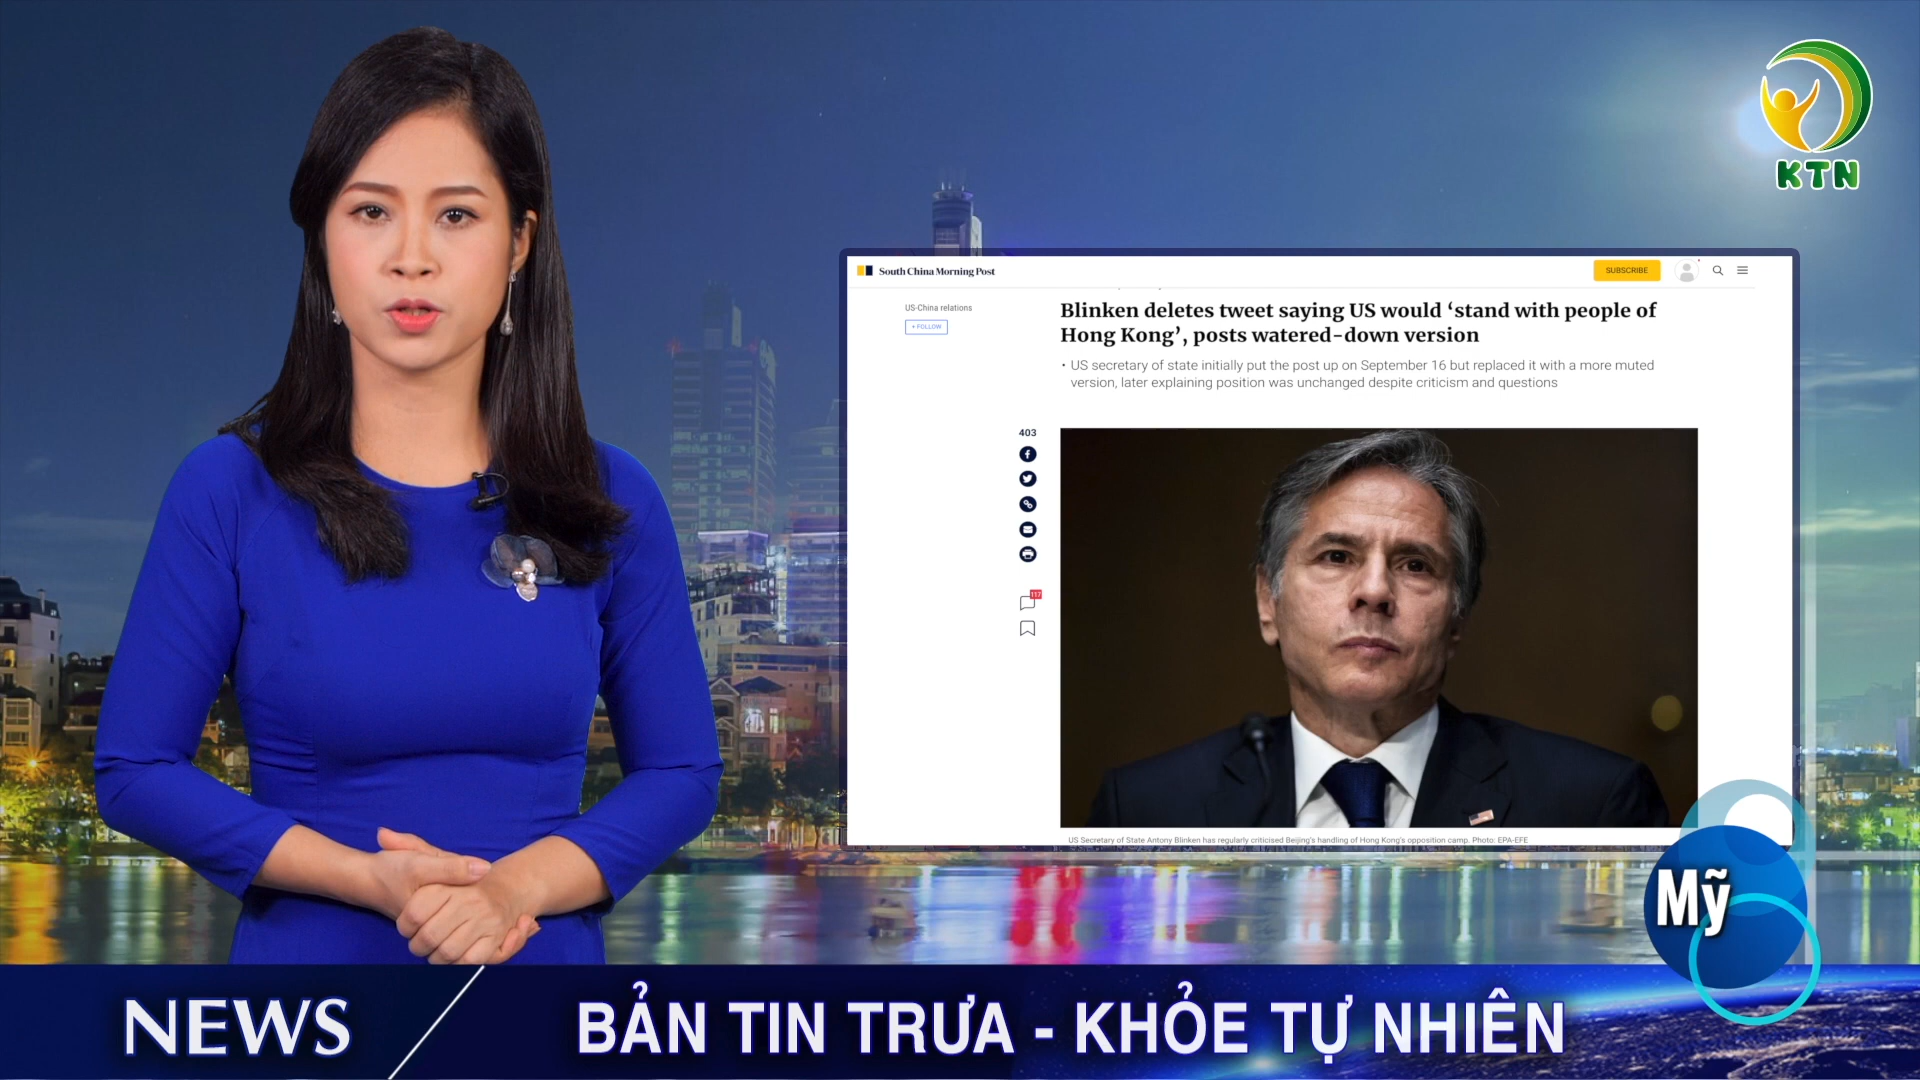 KTN
South China Morning Post
SUBSCRIBE
US-China relations
+ FOLLOW
Blinken deletes tweet saying US would ‘stand with people of
Hong Kong’, posts watered-down version
• US secretary of state initially put the post up on September 16 but replaced it with a more muted
version, later explaining position was unchanged despite criticism and questions
403
117
US Secretary of State Antony Blinken has regularly criticised Beijing's handling of Hong Kong's opposition camp. Photo: EPA-EFE
Mỹ
NEWS
BẢN TIN TRƯA - KHỎE TỰ NHIÊN